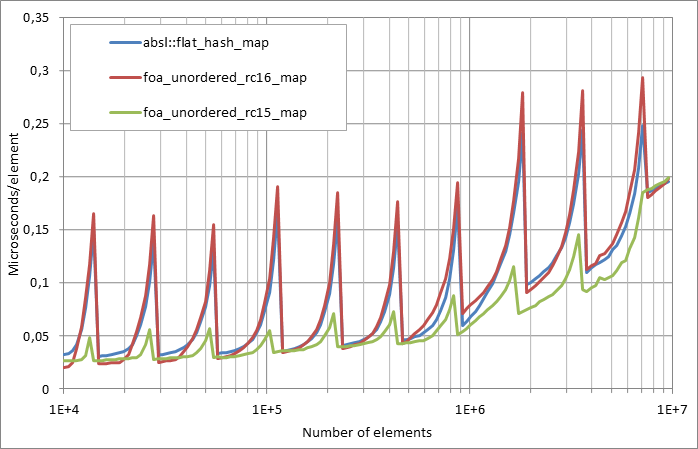 0,35
0,3
0,25
0,2
0,15
0,1
0,05
0
Microseconds/element
absl::flat_hash_map
foa_unordered_rc16_map
foa_unordered_rc15_map
1E+4 1E+5 1E+6 1E+7
Number of elements